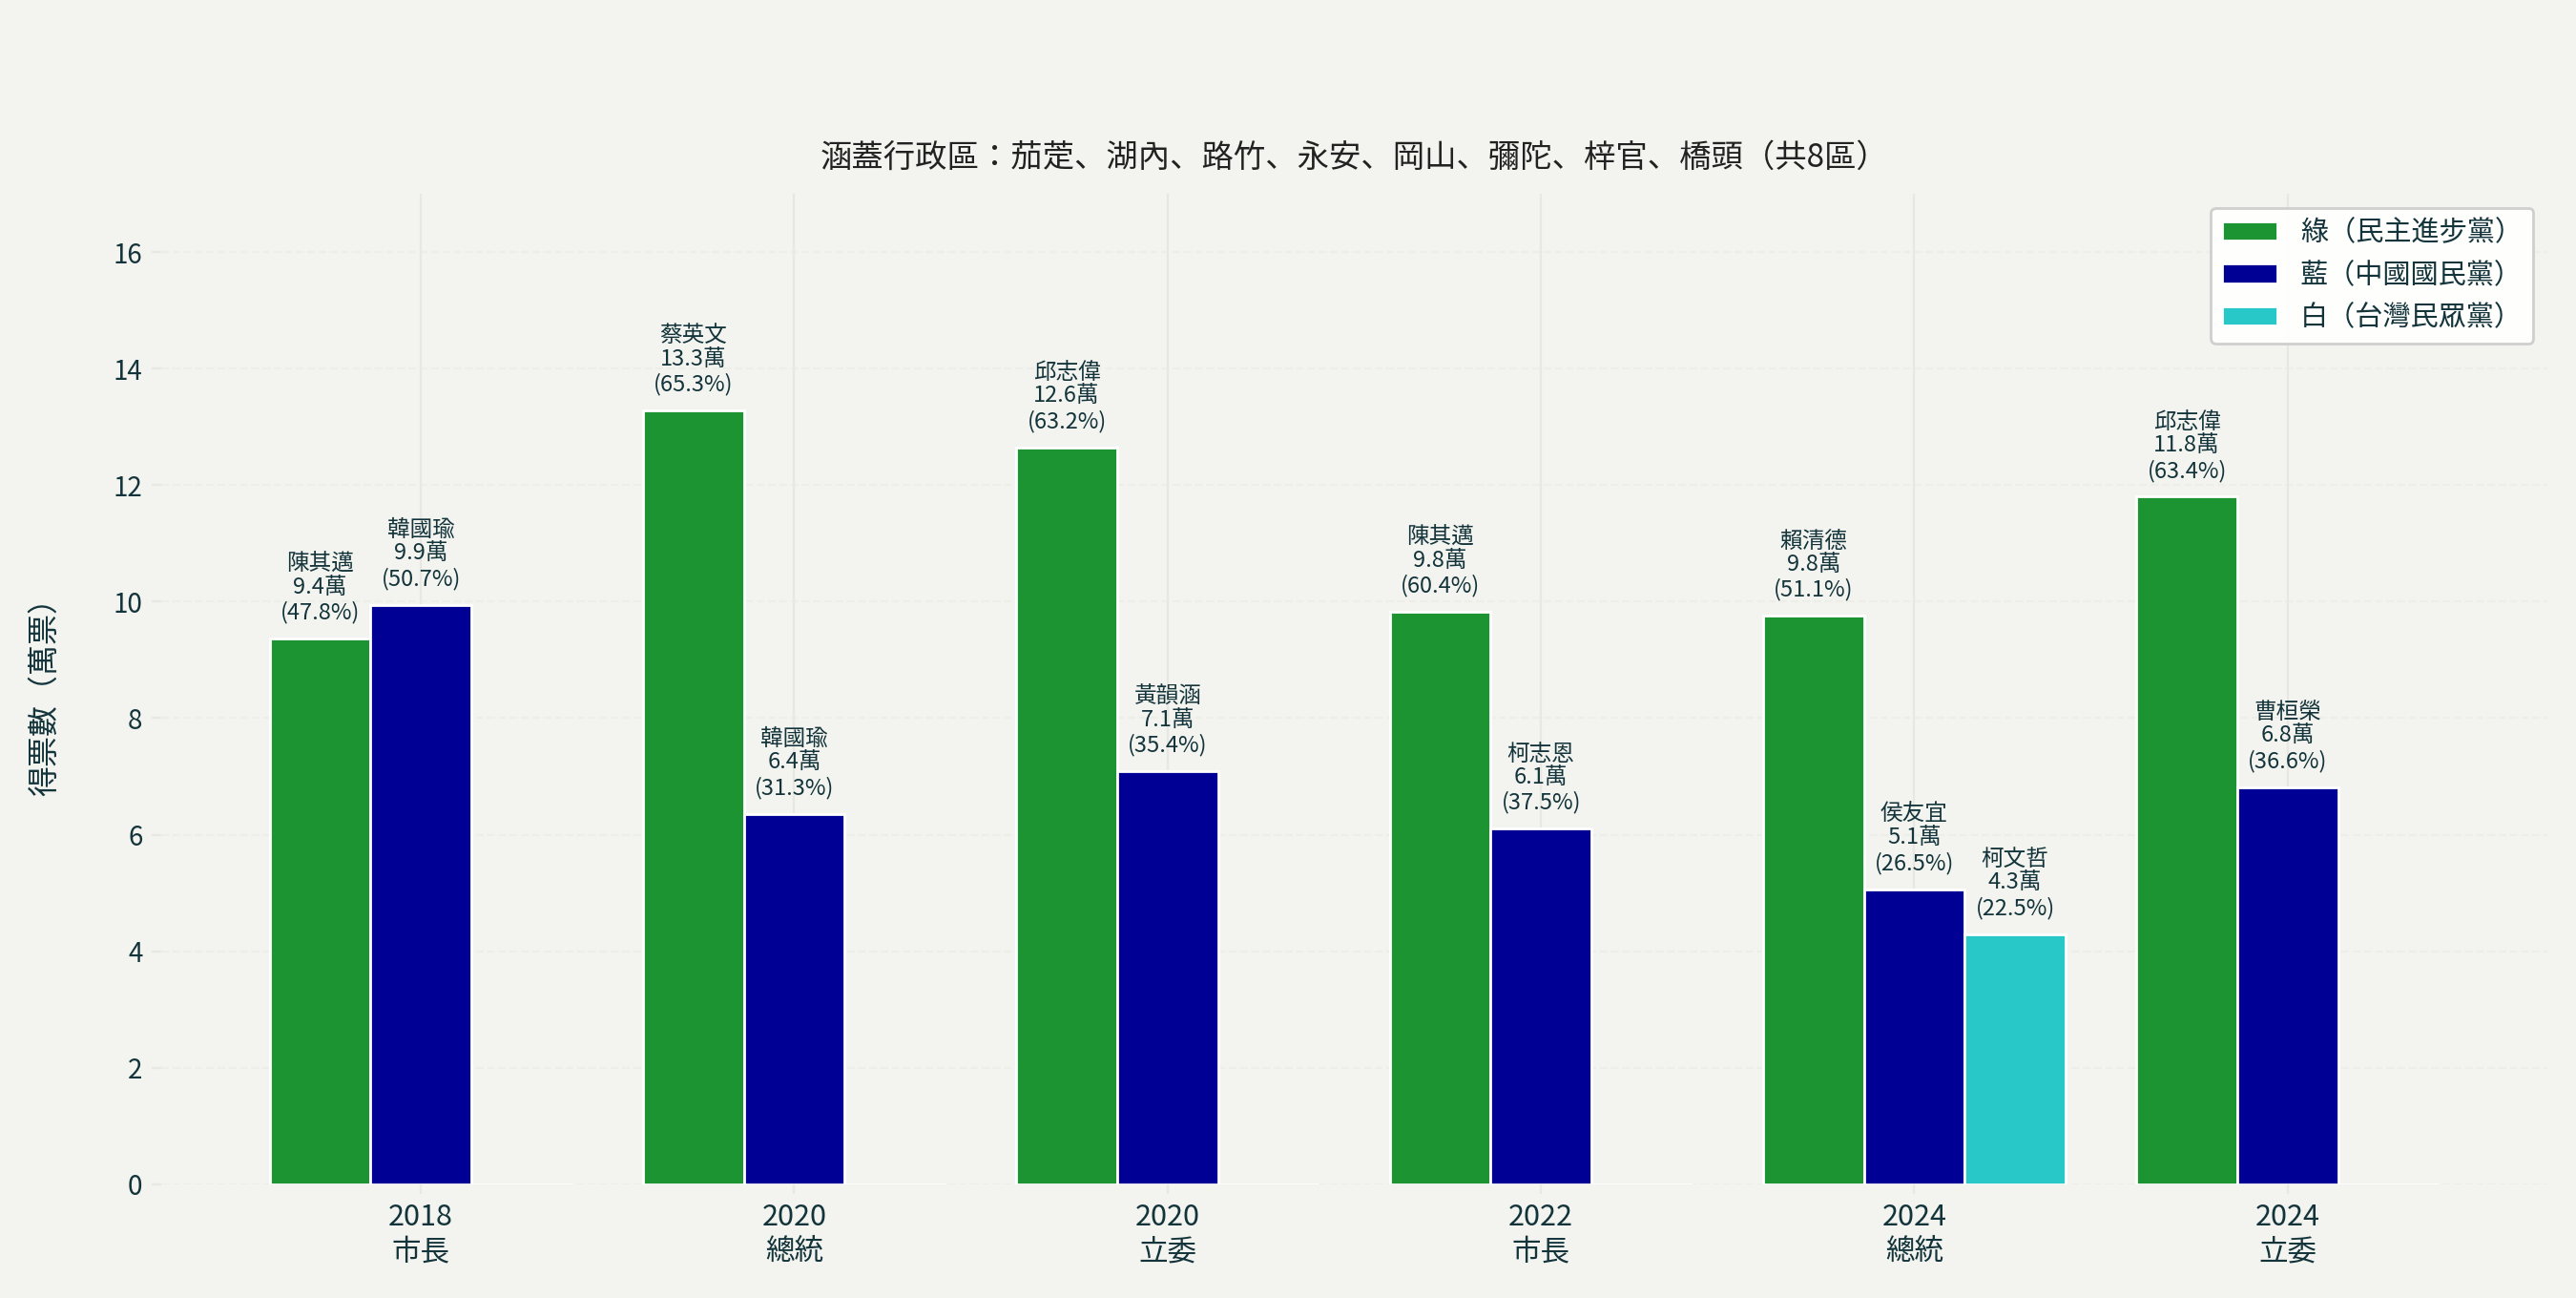 涵蓋行政區：茄萣、湖內、路竹、永安、岡山、彌陀、梓官、橋頭（共8區）
綠（民主進步黨）
藍（中國國民黨）
白（台灣民眾黨）
得票數（萬票）
16
14
12
10
8
6
4
2
0
陳其邁
9.4萬
(47.8%)
韓國瑜
9.9萬
(50.7%)
蔡英文
13.3萬
(65.3%)
韓國瑜
6.4萬
(31.3%)
邱志偉
12.6萬
(63.2%)
黃韻涵
7.1萬
(35.4%)
陳其邁
9.8萬
(60.4%)
柯志恩
6.1萬
(37.5%)
賴清德
9.8萬
(51.1%)
侯友宜
5.1萬
(26.5%)
柯文哲
4.3萬
(22.5%)
邱志偉
11.8萬
(63.4%)
曹桓榮
6.8萬
(36.6%)
2018
市長
2020
總統
2020
立委
2022
市長
2024
總統
2024
立委